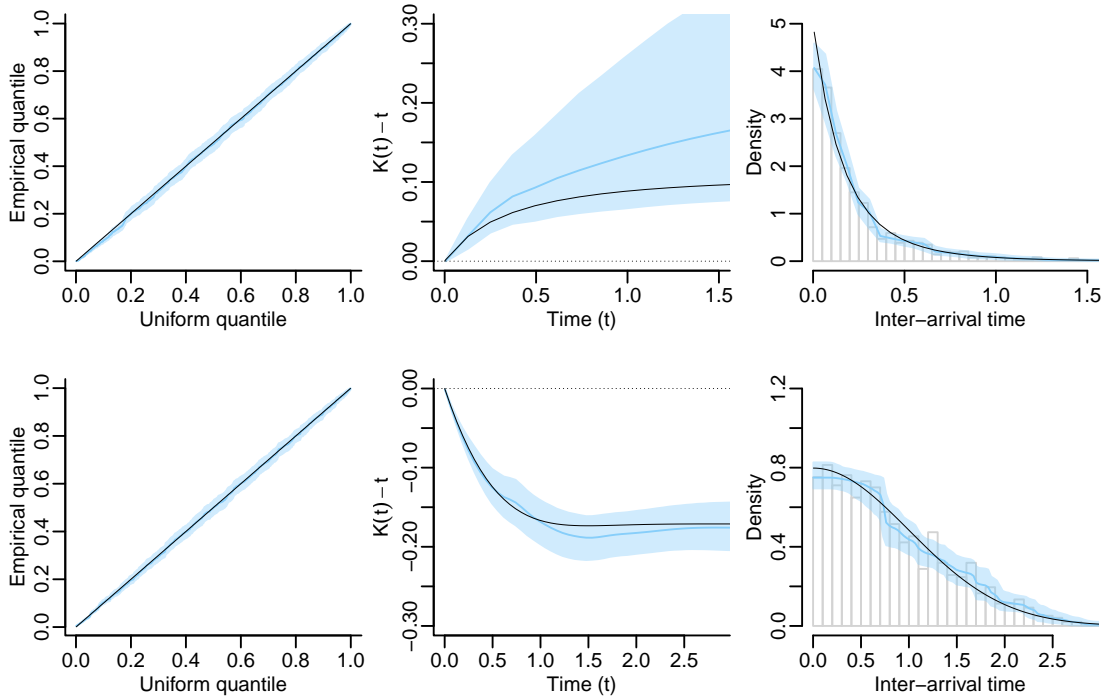 Empirical quantile
0.0 0.2 0.4 0.6 0.8 1.0
0.0 0.2 0.4 0.6 0.8 1.0
Uniform quantile
K(t) − t
0.00 0.10 0.20 0.30
0.0 0.5 1.0 1.5
Time (t)
Density
0 1 2 3 4 5
0.0 0.5 1.0 1.5
Inter−arrival time
Empirical quantile
0.0 0.2 0.4 0.6 0.8 1.0
0.0 0.2 0.4 0.6 0.8 1.0
Uniform quantile
K(t) − t
−0.30 −0.20 −0.10 0.00
0.0 0.5 1.0 1.5 2.0 2.5
Time (t)
Density
0.0 0.4 0.8 1.2
0.0 0.5 1.0 1.5 2.0 2.5
Inter−arrival time